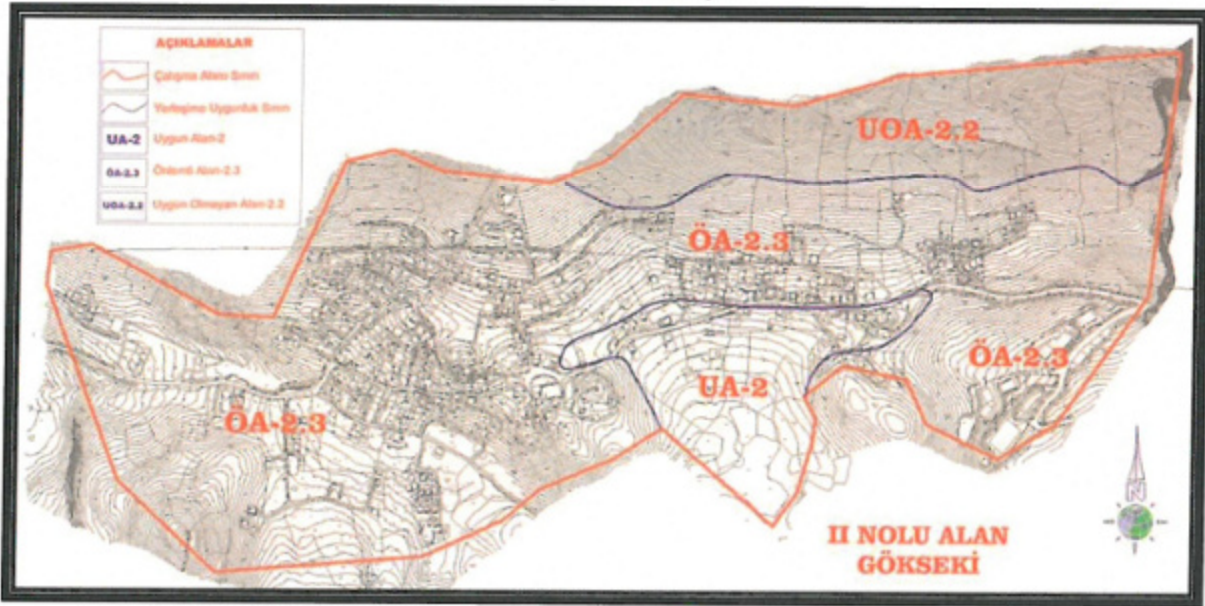 AÇIKLAMALAR
Çalışma Alanı Sınırı
Yerleşime Uygunluk Sınırı
UA-2 Uygun Alan-2
ÖA-2.3 Önlemli Alan-2.3
UOA-2.2 Uygun Olmayan Alan-2.2
UOA-2.2
ÖA-2.3
ÖA-2.3
UA-2
ÖA-2.3
N
II NOLU ALAN
GÖKSEKİ